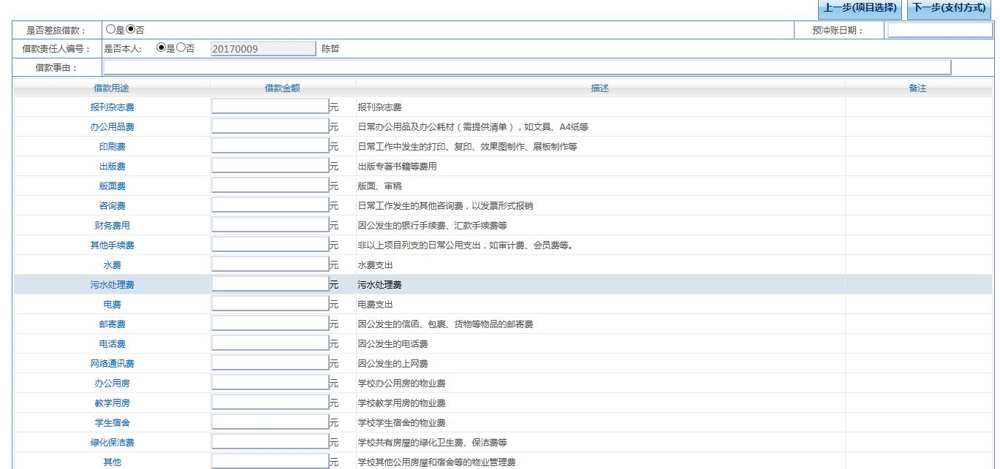 上一步(项目选择) 下一步(支付方式)
是否差旅借款： 是 否 预冲账日期：
借款责任人编号： 是否本人: 是 否 20170009 陈哲
借款事由：
借款用途 借款金额 描述 备注
报刊杂志费 元 报刊杂志费
办公用品费 元 日常办公用品及办公耗材（需提供清单），如文具、A4纸等
印刷费 元 日常工作中发生的打印、复印、效果图制作、展板制作等
出版费 元 出版专著书籍等费用
版面费 元 版面、审稿
咨询费 元 日常工作发生的其他咨询费，以发票形式报销
财务费用 元 因公发生的银行手续费、汇款手续费等
其他手续费 元 非以上项目列支的日常公用支出，如审计费、会员费等。
水费 元 水费支出
污水处理费 元 污水处理费
电费 元 电费支出
邮寄费 元 因公发生的信函、包裹、货物等物品的邮寄费
电话费 元 因公发生的电话费
网络通讯费 元 因公发生的上网费
办公用房 元 学校办公用房的物业费
教学用房 元 学校教学用房的物业费
学生宿舍 元 学校学生宿舍的物业费
绿化保洁费 元 学校共有房屋的绿化卫生费、保洁费等
其他 元 学校其他公用房屋和宿舍等的物业管理费